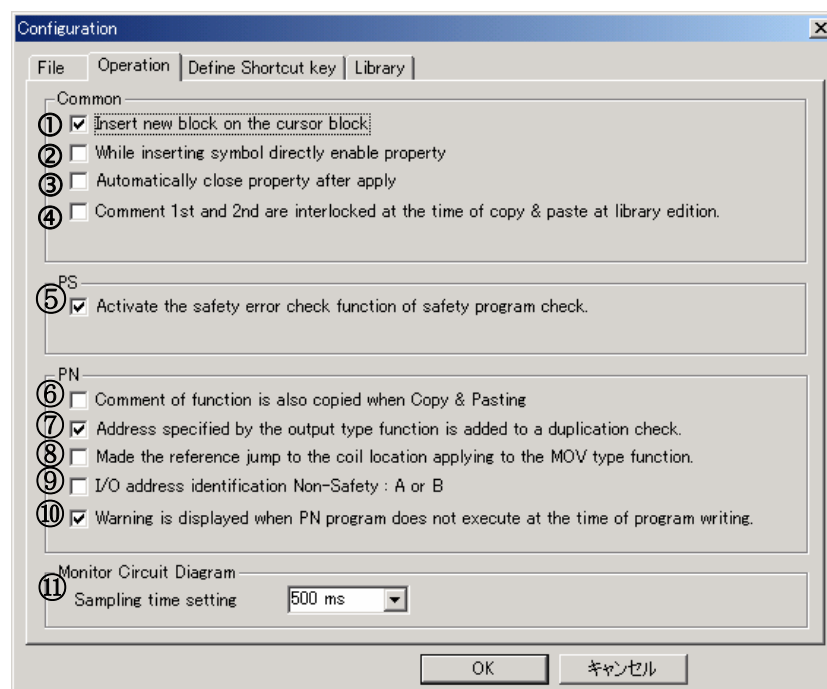 Configuration
File Operation Define Shortcut key Library
Common
① Insert new block on the cursor block
② While inserting symbol directly enable property
③ Automatically close property after apply
④ Comment 1st and 2nd are interlocked at the time of copy & paste at library edition.
PS
⑤ Activate the safety error check function of safety program check.
PN
⑥ Comment of function is also copied when Copy & Pasting
⑦ Address specified by the output type function is added to a duplication check.
⑧ Made the reference jump to the coil location applying to the MOV type function.
⑨ I/O address identification Non-Safety : A or B
⑩ Warning is displayed when PN program does not execute at the time of program writing.
Monitor Circuit Diagram
⑪ Sampling time setting 500 ms
OK キャンセル